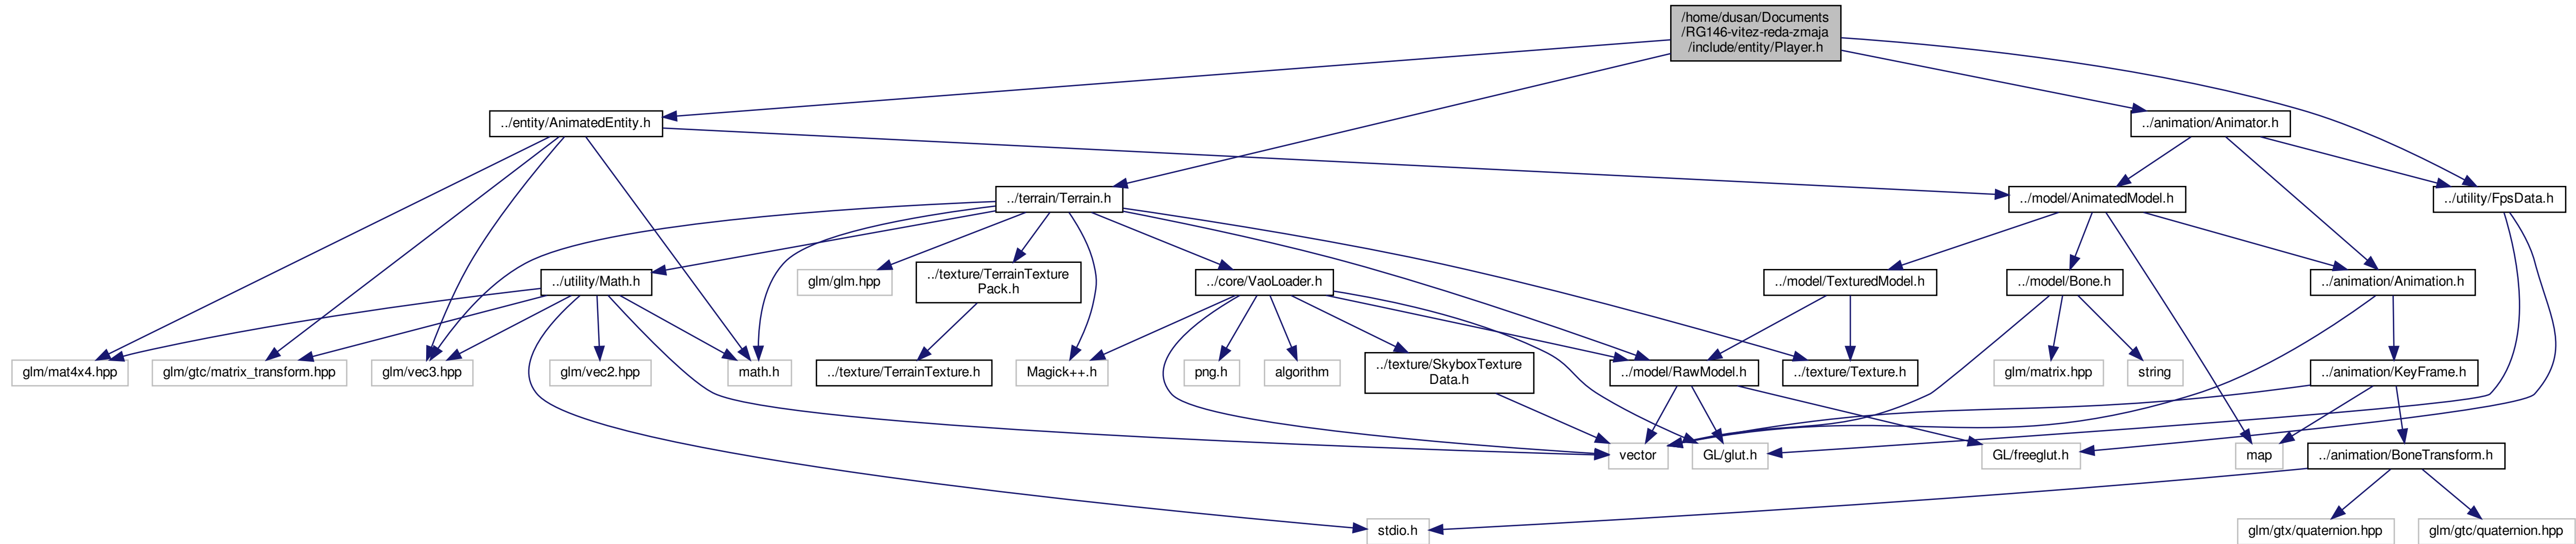 /home/dusan/Documents
/RG146-vitez-reda-zmaja
/include/entity/Player.h
../entity/AnimatedEntity.h
../animation/Animator.h
../terrain/Terrain.h
../model/AnimatedModel.h
../utility/FpsData.h
../utility/Math.h
glm/glm.hpp
../texture/TerrainTexture
Pack.h
../core/VaoLoader.h
../model/TexturedModel.h
../model/Bone.h
../animation/Animation.h
glm/mat4x4.hpp
glm/gtc/matrix_transform.hpp
glm/vec3.hpp
glm/vec2.hpp
math.h
../texture/TerrainTexture.h
Magick++.h
png.h
algorithm
../texture/SkyboxTexture
Data.h
../model/RawModel.h
../texture/Texture.h
glm/matrix.hpp
string
../animation/KeyFrame.h
vector
GL/glut.h
GL/freeglut.h
map
../animation/BoneTransform.h
stdio.h
glm/gtx/quaternion.hpp
glm/gtc/quaternion.hpp